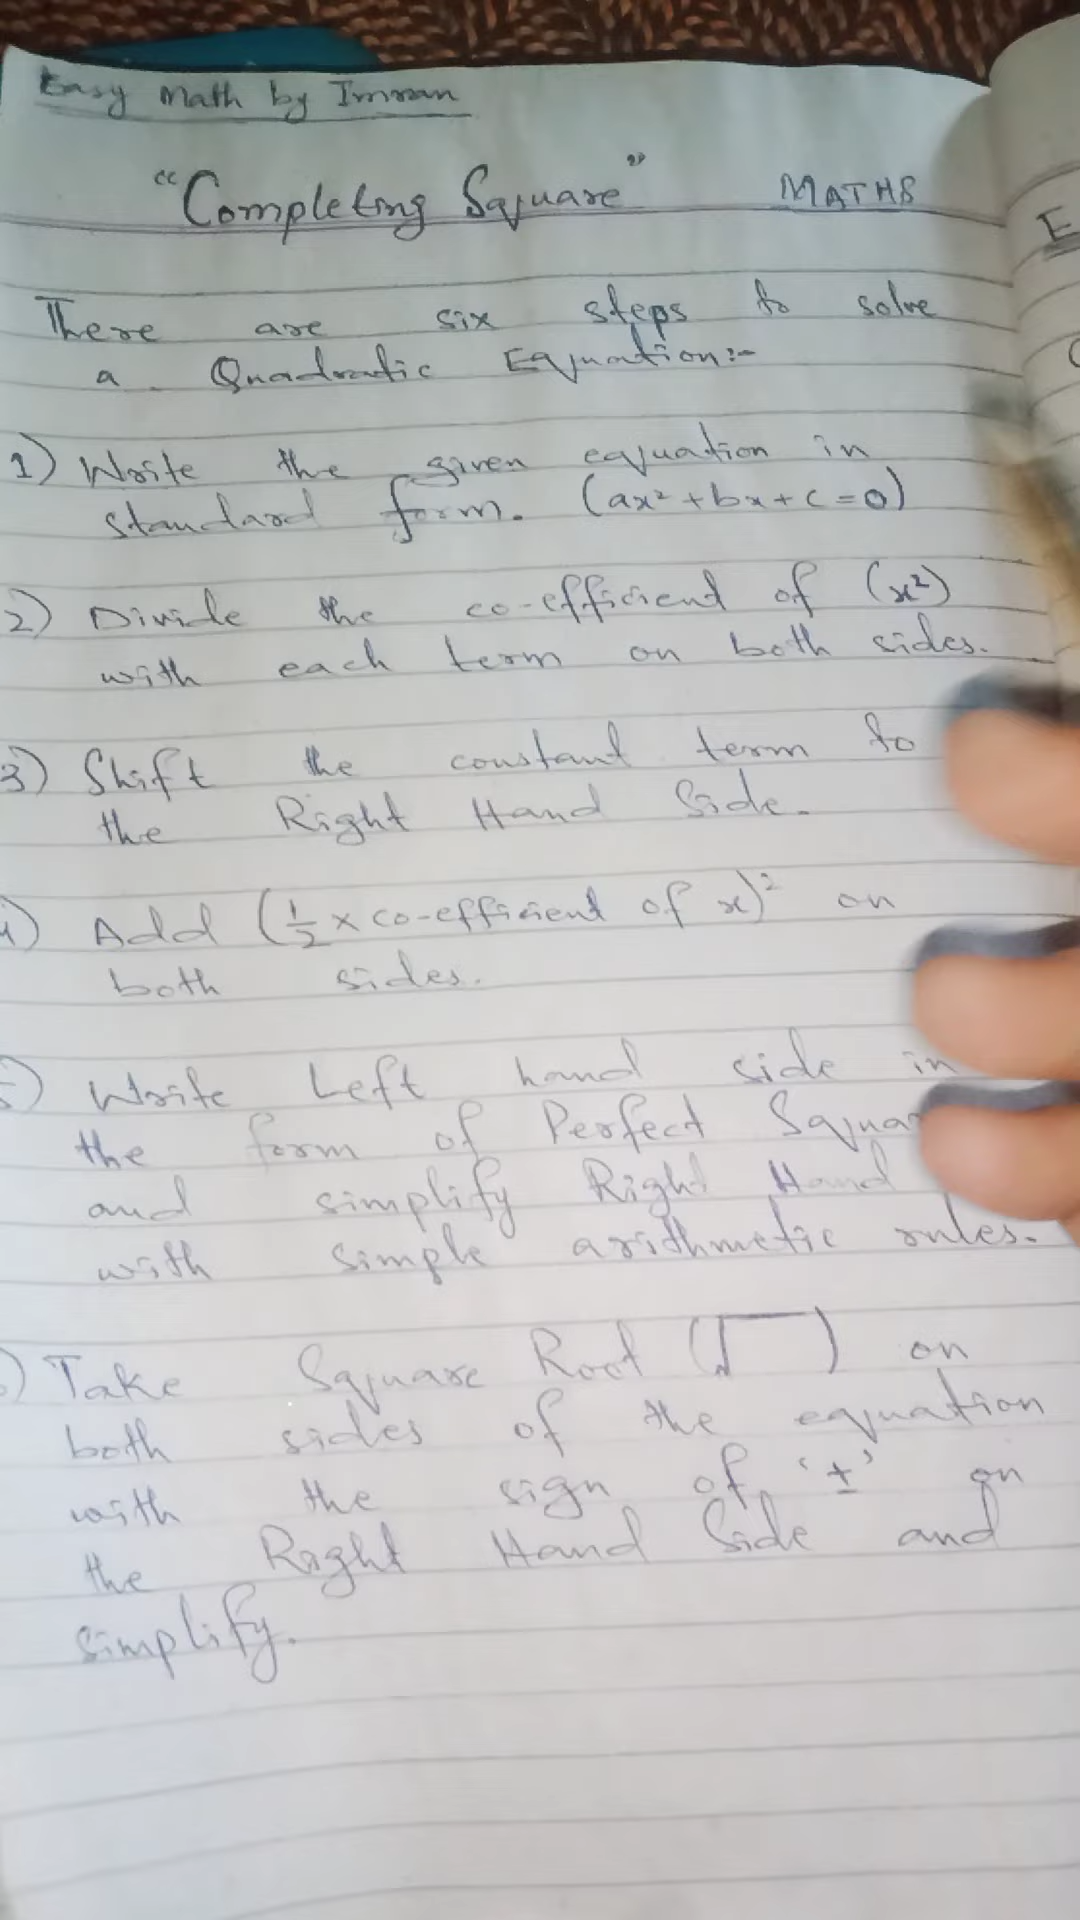 Easy Math by Imran
"Completing Square" MATHS
There are six steps to solve
a Quadratic Equation:-
1) Write the given equation in
standard form. (ax² + bx + c = 0)
2) Divide the co-efficient of (x²)
with each term on both sides.
3) Shift the constant term to
the Right Hand Side.
4) Add (½ × co-efficient of x)² on
both sides.
5) Write Left hand side in
the form of Perfect Squar
and simplify Right Hand
with simple arithmetic rules.
) Take Square Root (√‾) on
both sides of the equation
with the sign of '±' on
the Right Hand Side and
simplify.
E